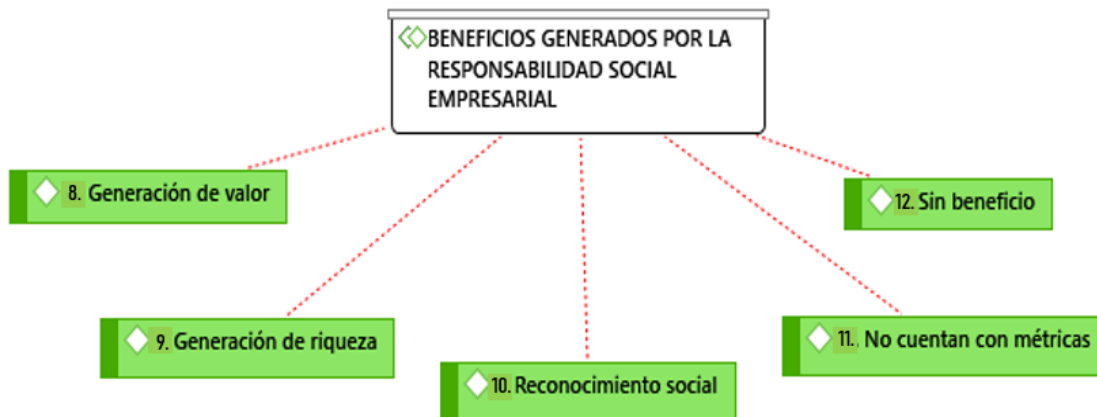 BENEFICIOS GENERADOS POR LA
RESPONSABILIDAD SOCIAL
EMPRESARIAL
8. Generación de valor
12. Sin beneficio
9. Generación de riqueza
11. No cuentan con métricas
10. Reconocimiento social